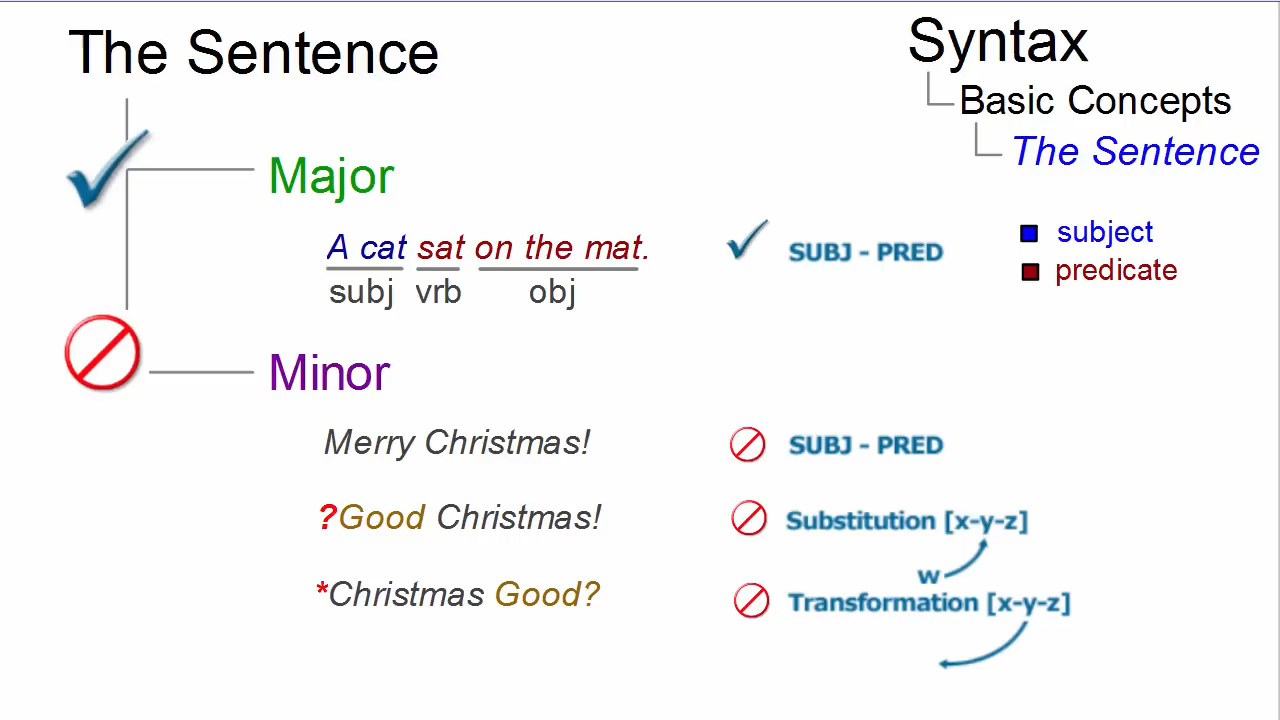 The Sentence
Syntax
Basic Concepts
The Sentence
Major
A cat sat on the mat.
subj vrb obj
SUBJ - PRED
subject
predicate
Minor
Merry Christmas!
SUBJ - PRED
?Good Christmas!
Substitution [x-y-z]
w
*Christmas Good?
Transformation [x-y-z]